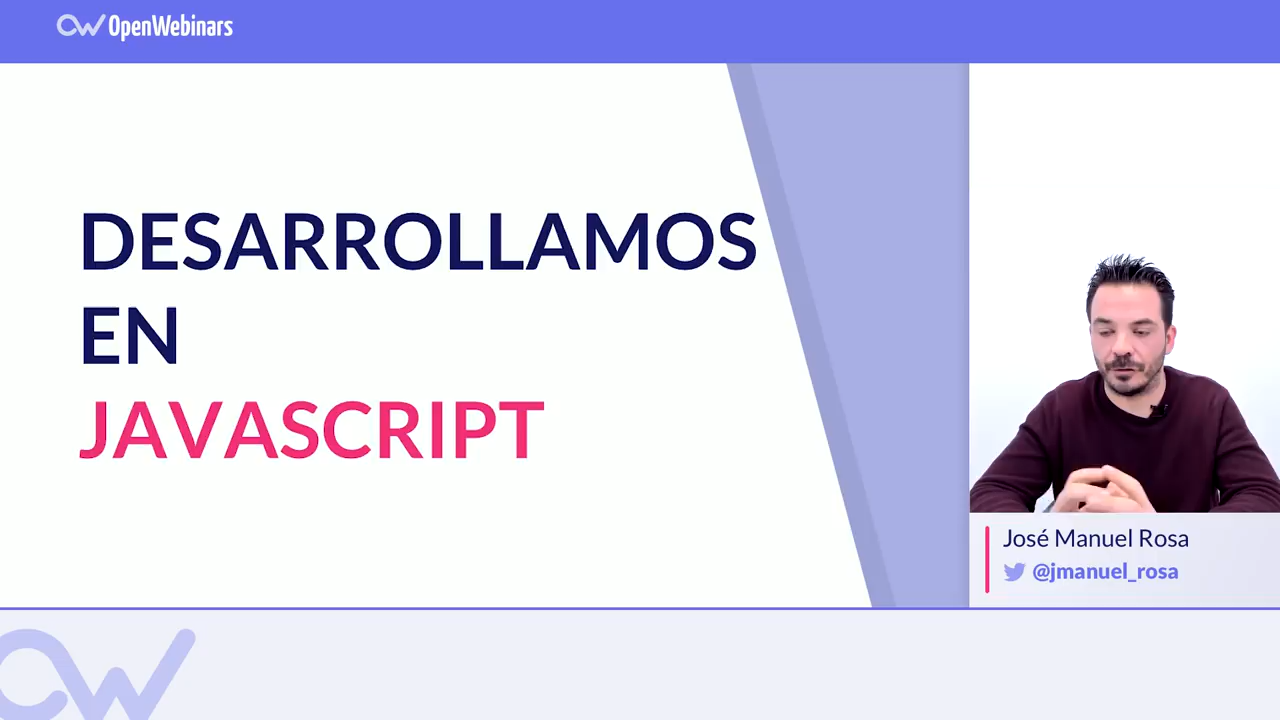 OpenWebinars
DESARROLLAMOS
EN
JAVASCRIPT
José Manuel Rosa
@jmanuel_rosa